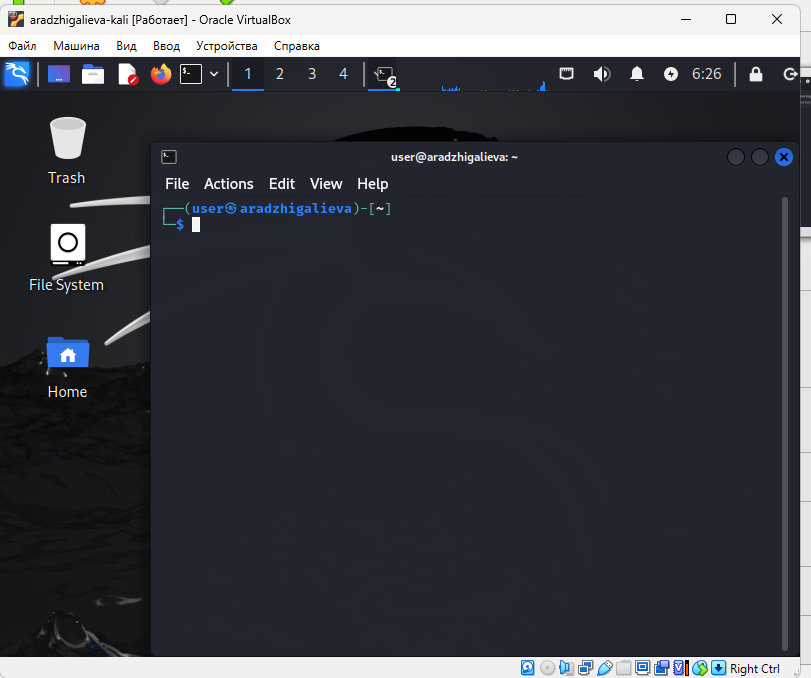 aradzhigalieva-kali [Работает] - Oracle VirtualBox
Файл Машина Вид Ввод Устройства Справка
1 2 3 4 2 6:26
Trash
File System
Home
user@aradzhigalieva: ~
File Actions Edit View Help
┌──(user㉿aradzhigalieva)-[~]
└─$
Right Ctrl